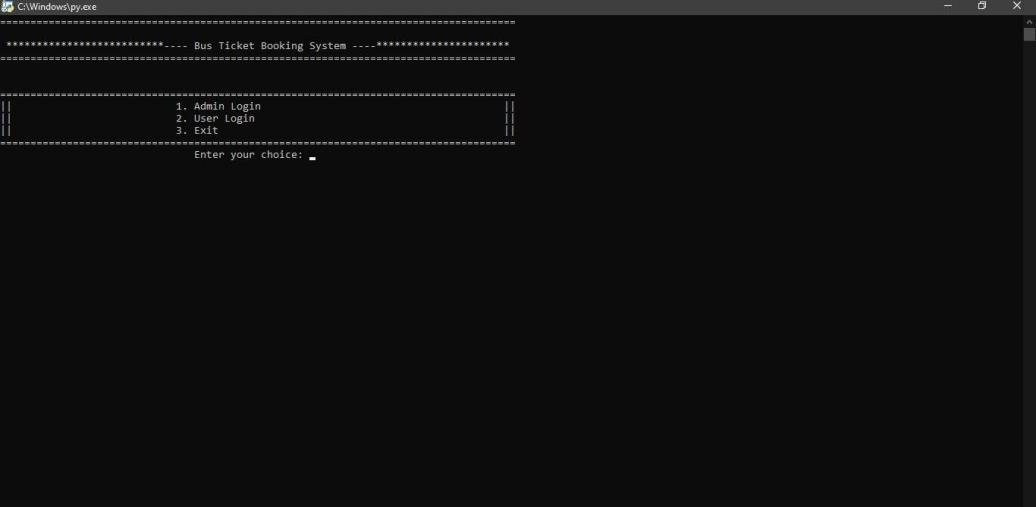 C:\Windows\py.exe
=====================================================================================
**************************---- Bus Ticket Booking System ----**********************
=====================================================================================
=====================================================================================
|| 1. Admin Login ||
|| 2. User Login ||
|| 3. Exit ||
=====================================================================================
Enter your choice: